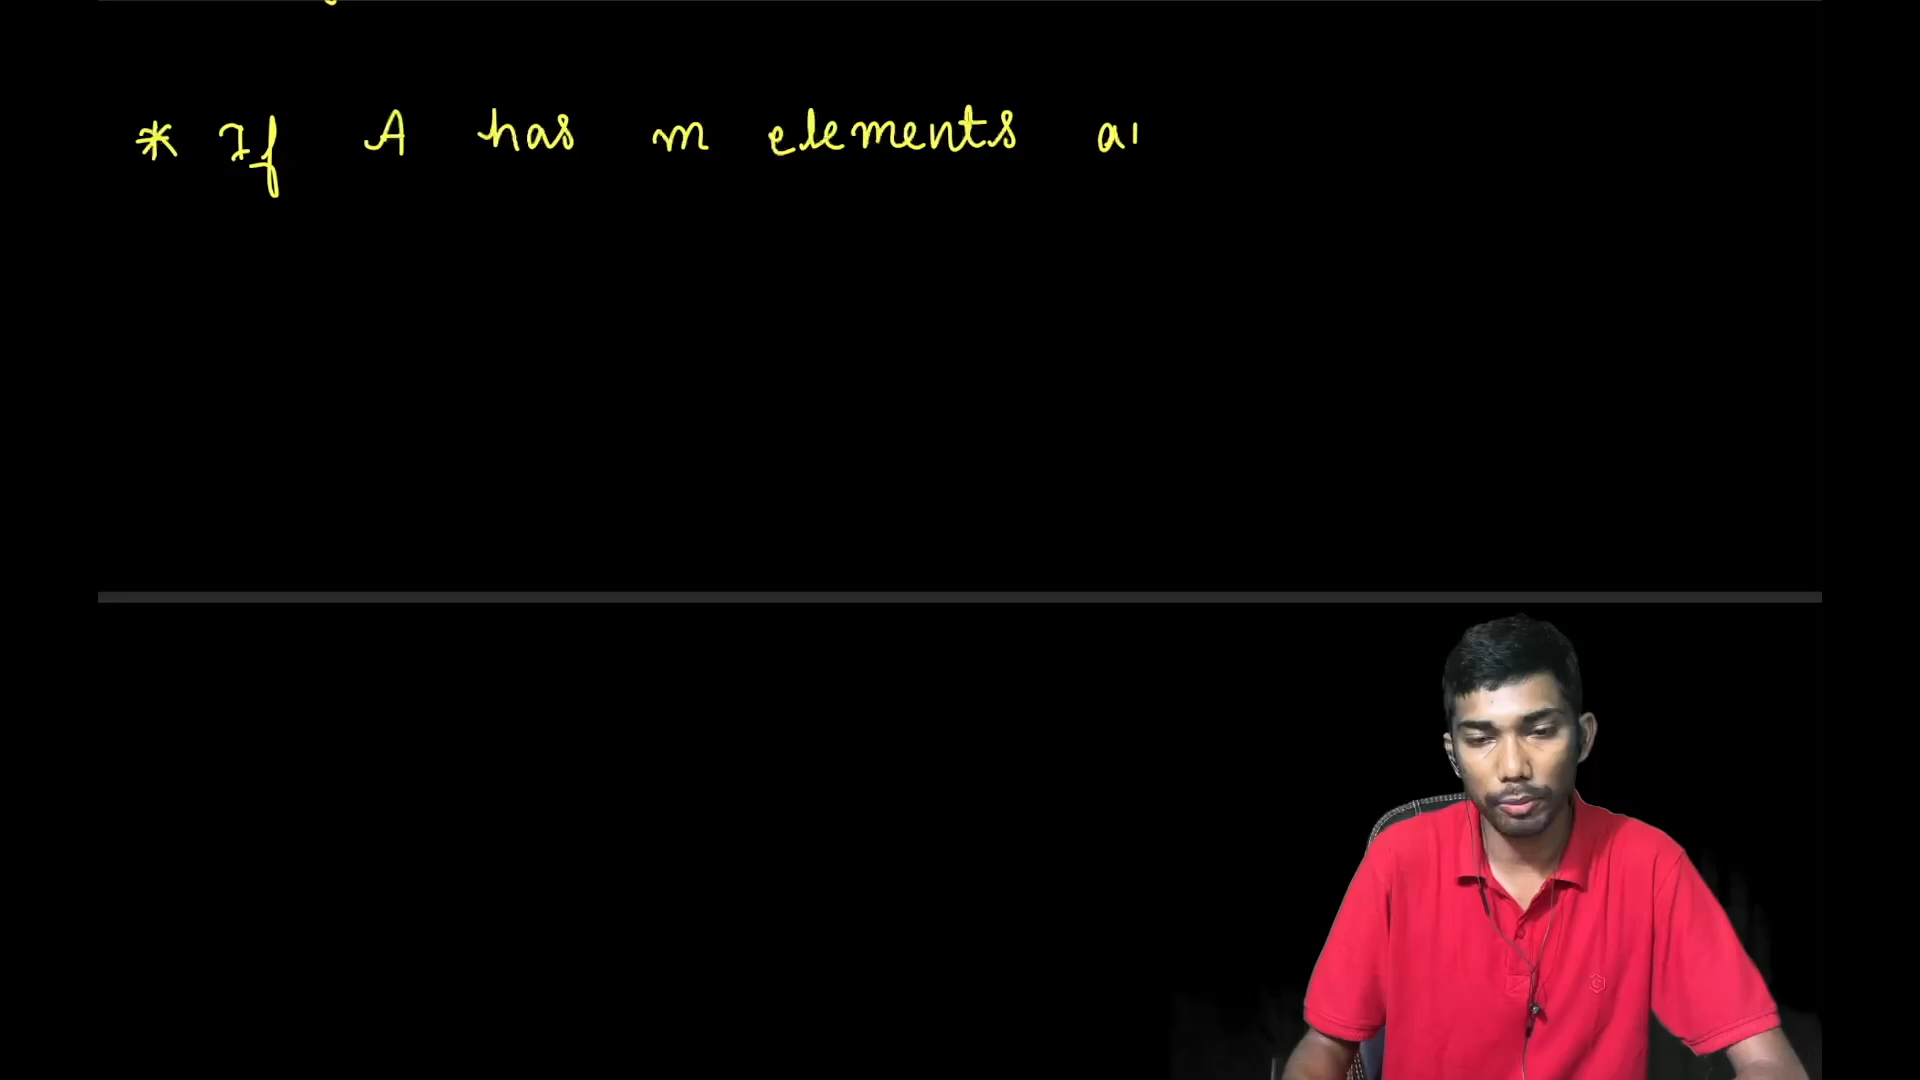 * If A has m elements a